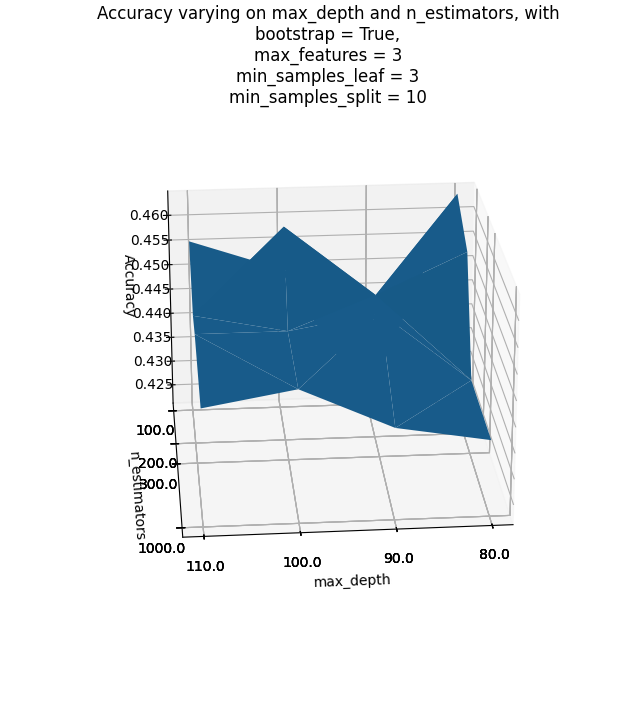 Accuracy varying on max_depth and n_estimators, with
bootstrap = True,
max_features = 3
min_samples_leaf = 3
min_samples_split = 10
0.460
0.455
0.450
0.445
0.440
0.435
0.430
0.425
Accuracy
100.0
200.0
300.0
1000.0
n_estimators
110.0
100.0
90.0
80.0
max_depth